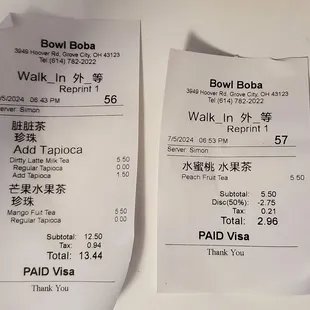 Bowl Boba
3949 Hoover Rd, Grove City, OH 43123
Tel:(614) 782-2022
Walk_In 外_等
Reprint 1
/5/2024 06:43 PM 56
Server: Simon
脏脏茶
珍珠
Add Tapioca
Dirtty Latte Milk Tea 5.50
Regular Tapioca 0.00
Add Tapioca 1.50
芒果水果茶
珍珠
Mango Fuit Tea 5.50
Regular Tapioca 0.00
Subtotal: 12.50
Tax: 0.94
Total: 13.44
PAID Visa
Thank You
Bowl Boba
3949 Hoover Rd, Grove City, OH 43123
Tel:(614) 782-2022
Walk_In 外_等
Reprint 1
7/5/2024 06:53 PM 57
Server: Simon
水蜜桃 水果茶
Peach Fruit Tea 5.50
Subtotal: 5.50
Disc(50%): -2.75
Tax: 0.21
Total: 2.96
PAID Visa
Thank You